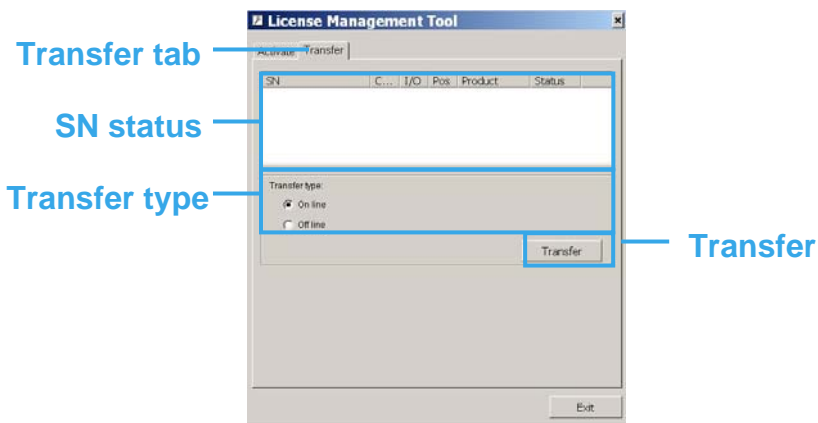 License Management Tool
Transfer tab
Activate Transfer
SN C... I/O Pos Product Status
SN status
Transfer type
Transfer type:
On line
Off line
Transfer
Transfer
Exit